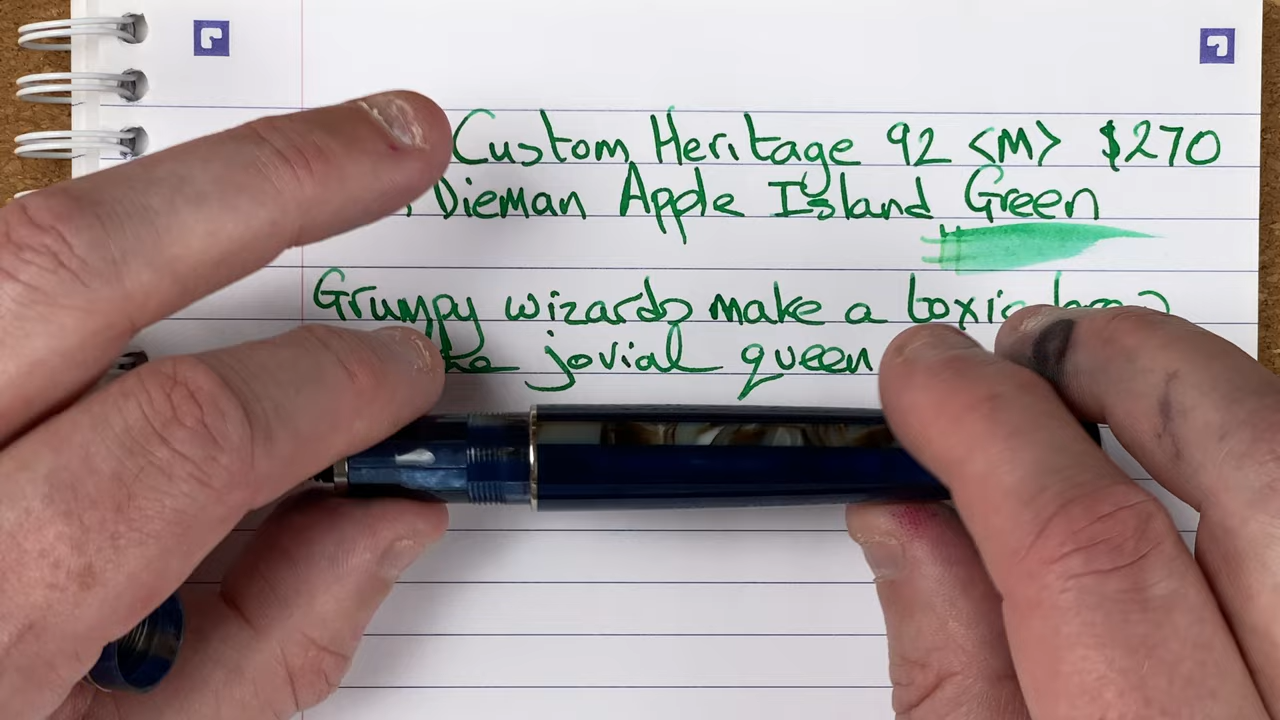 Custom Heritage 92 <M> $270
Dieman Apple Island Green
Grumpy wizards make a toxic
jovial queen